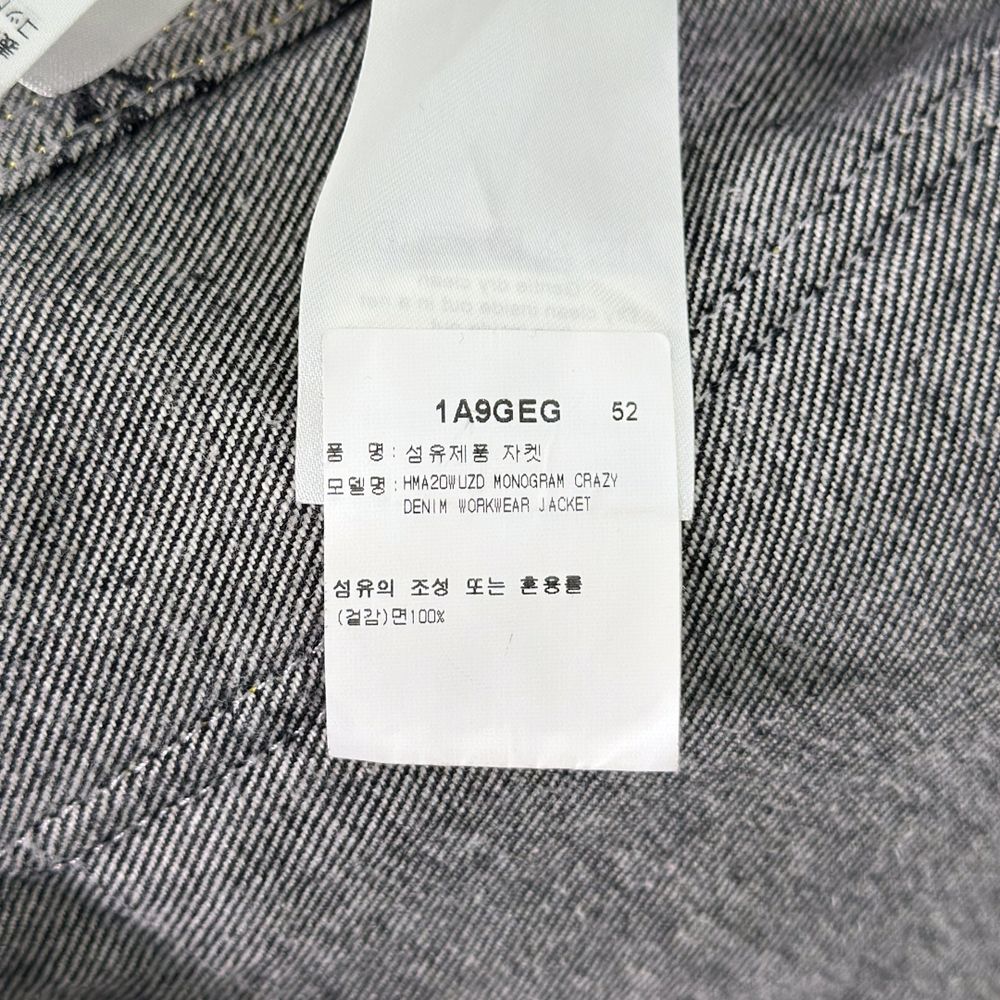 1A9GEG 52
품 명 : 섬유제품 자켓
모델명 : HMA20WUZD MONOGRAM CRAZY
DENIM WORKWEAR JACKET
섬유의 조성 또는 혼용률
(겉감)면100%